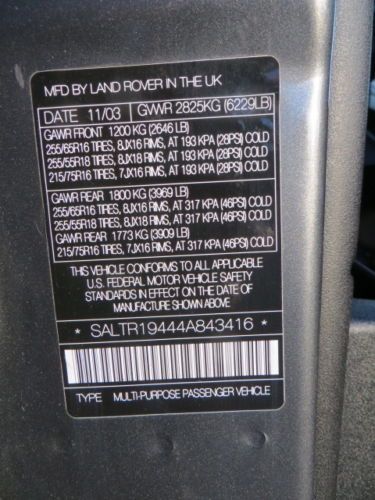 MFD BY LAND ROVER IN THE UK
DATE 11/03 GVWR 2825KG (6229LB)
GAWR FRONT 1200 KG (2646 LB)
255/65R16 TIRES, 8JX16 RIMS, AT 193 KPA (28PSI) COLD
255/55R18 TIRES, 8JX18 RIMS, AT 193 KPA (28PSI) COLD
215/75R16 TIRES, 7JX16 RIMS, AT 193 KPA (28PSI) COLD
GAWR REAR 1800 KG (3969 LB)
255/65R16 TIRES, 8JX16 RIMS, AT 317 KPA (46PSI) COLD
255/55R18 TIRES, 8JX18 RIMS, AT 317 KPA (46PSI) COLD
GAWR REAR 1773 KG (3909 LB)
215/75R16 TIRES, 7JX16 RIMS, AT 317 KPA (46PSI) COLD
THIS VEHICLE CONFORMS TO ALL APPLICABLE
U.S. FEDERAL MOTOR VEHICLE SAFETY
STANDARDS IN EFFECT ON THE DATE OF
MANUFACTURE SHOWN ABOVE
* SALTR19444A843416 *
TYPE MULTI-PURPOSE PASSENGER VEHICLE